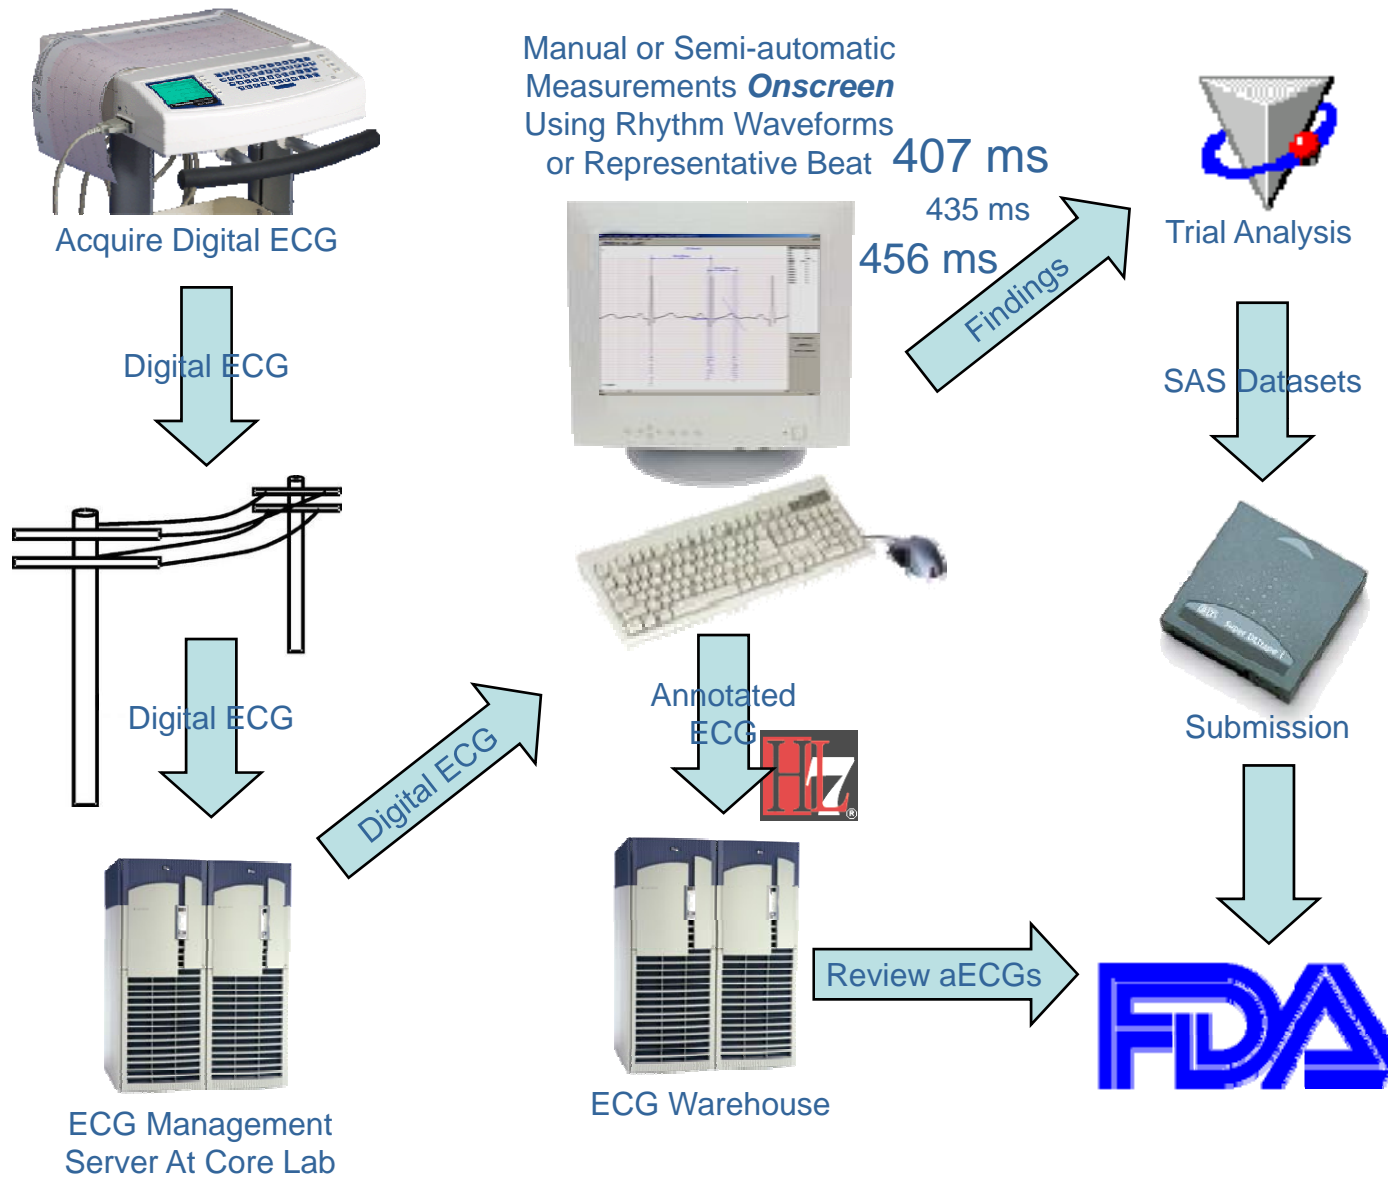 Manual or Semi-automatic
Measurements Onscreen
Using Rhythm Waveforms
or Representative Beat
407 ms
435 ms
456 ms
Acquire Digital ECG
Trial Analysis
Findings
Digital ECG
SAS Datasets
Digital ECG
Digital ECG
Annotated
ECG
HL7
®
Super DLTtape I
Submission
Review aECGs
FDA
ECG Warehouse
ECG Management
Server At Core Lab